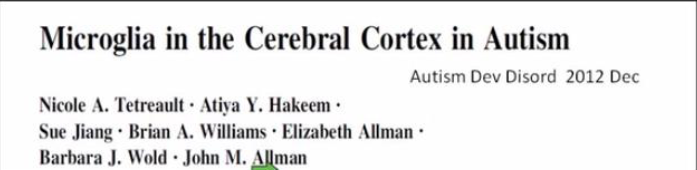 Microglia in the Cerebral Cortex in Autism
Autism Dev Disord 2012 Dec
Nicole A. Tetreault · Atiya Y. Hakeem ·
Sue Jiang · Brian A. Williams · Elizabeth Allman ·
Barbara J. Wold · John M. Allman